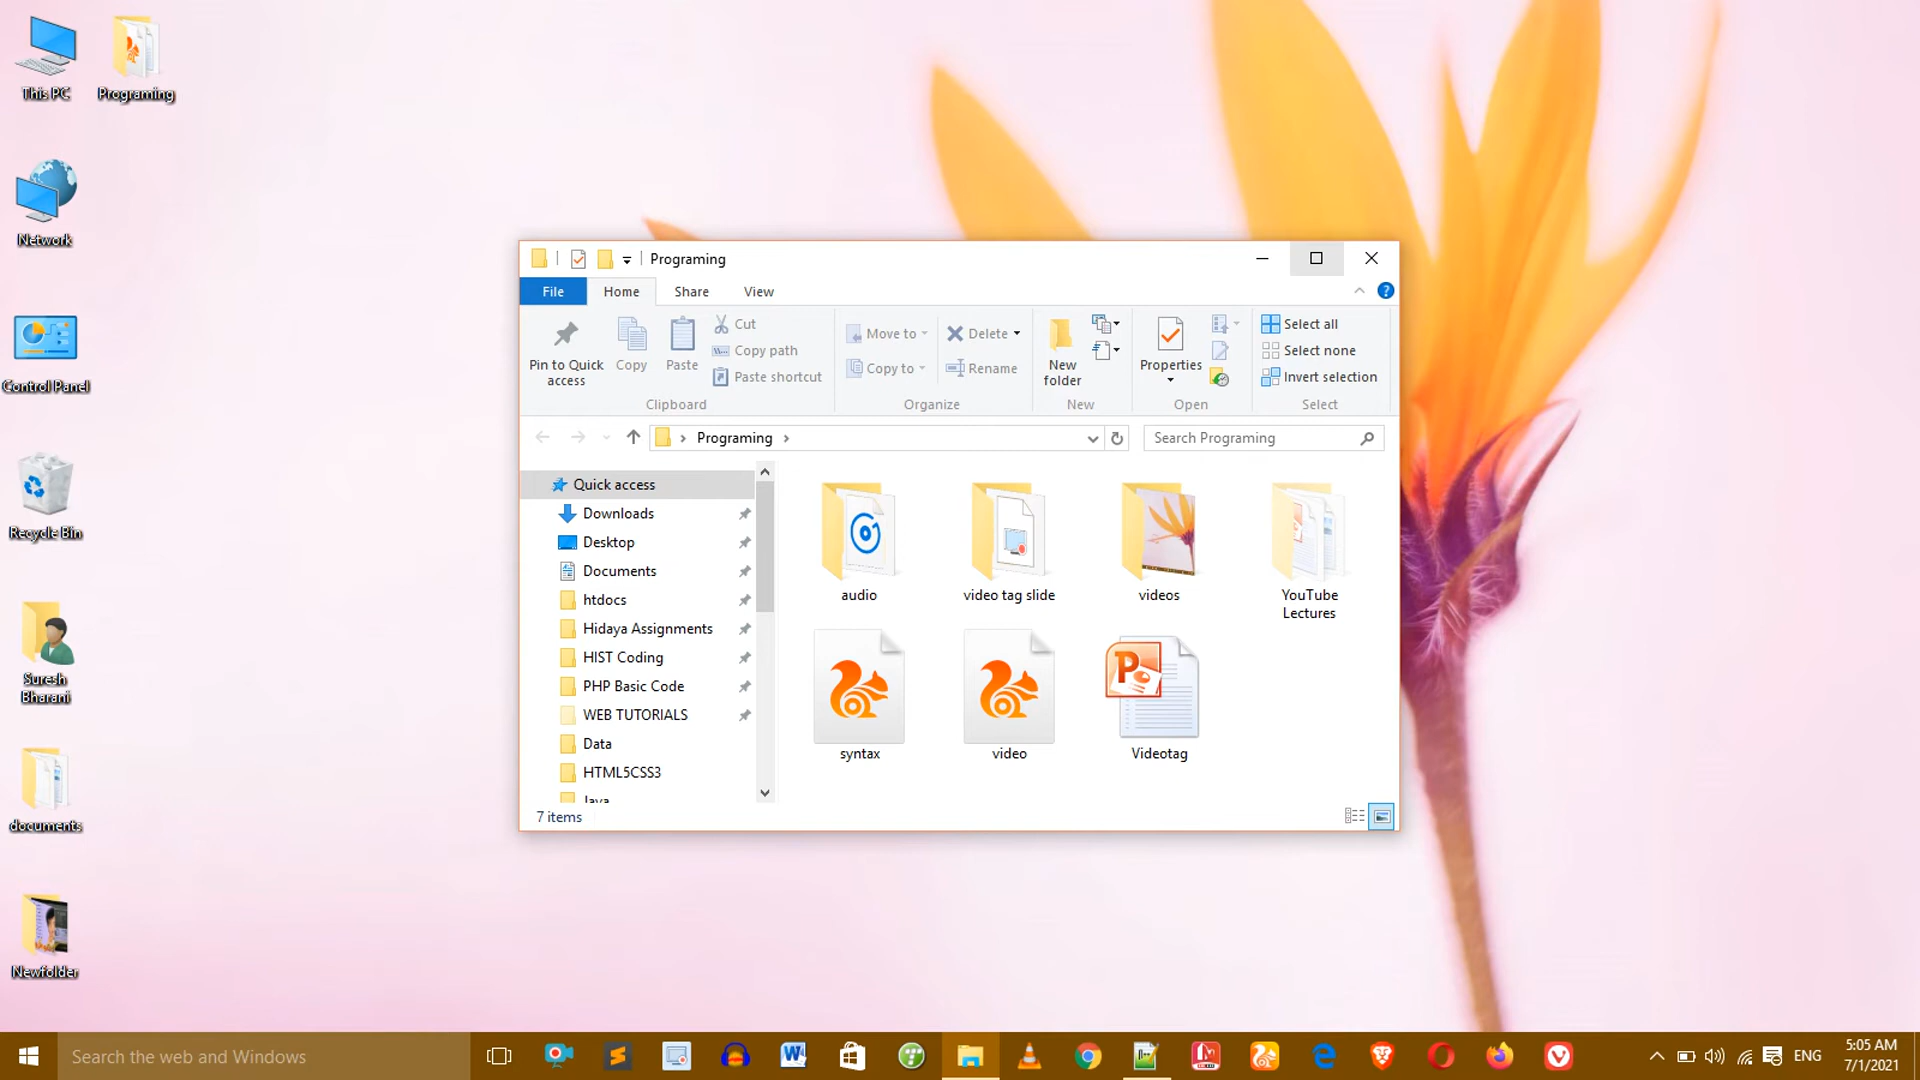 This PC
Programing
Network
Control Panel
Recycle Bin
Suresh
Bharani
documents
Newfolder
Programing
File
Home
Share
View
Pin to Quick
access
Copy
Paste
Cut
Copy path
Paste shortcut
Clipboard
Move to
Copy to
Delete
Rename
Organize
New
folder
New
Properties
Open
Select all
Select none
Invert selection
Select
Programing
Search Programing
Quick access
Downloads
Desktop
Documents
htdocs
Hidaya Assignments
HIST Coding
PHP Basic Code
WEB TUTORIALS
Data
HTML5CSS3
Java
audio
video tag slide
videos
YouTube
Lectures
syntax
video
Videotag
7 items
Search the web and Windows
ENG
5:05 AM
7/1/2021